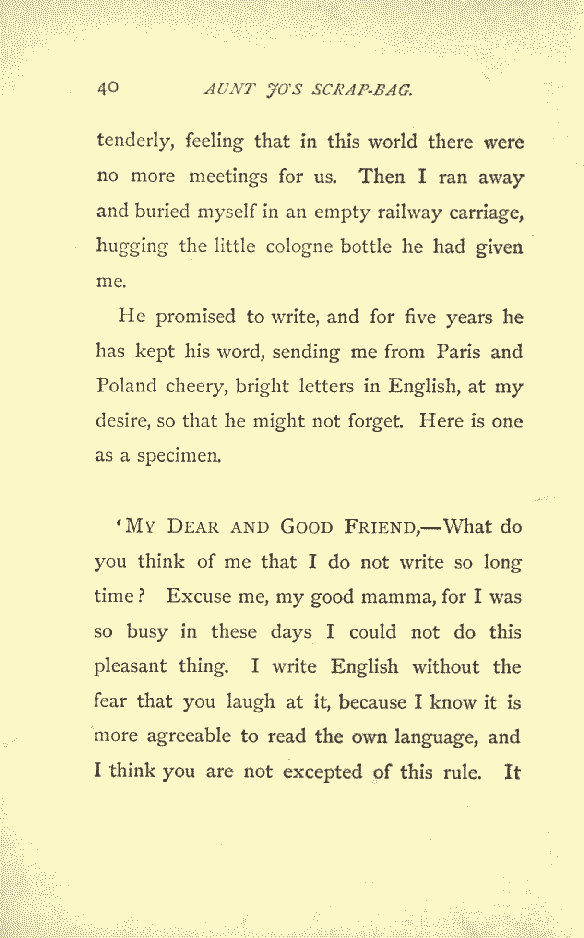 40 AUNT JO'S SCRAP-BAG.
tenderly, feeling that in this world there were
no more meetings for us. Then I ran away
and buried myself in an empty railway carriage,
hugging the little cologne bottle he had given
me.
He promised to write, and for five years he
has kept his word, sending me from Paris and
Poland cheery, bright letters in English, at my
desire, so that he might not forget. Here is one
as a specimen.
'MY DEAR AND GOOD FRIEND,—What do
you think of me that I do not write so long
time? Excuse me, my good mamma, for I was
so busy in these days I could not do this
pleasant thing. I write English without the
fear that you laugh at it, because I know it is
more agreeable to read the own language, and
I think you are not excepted of this rule. It